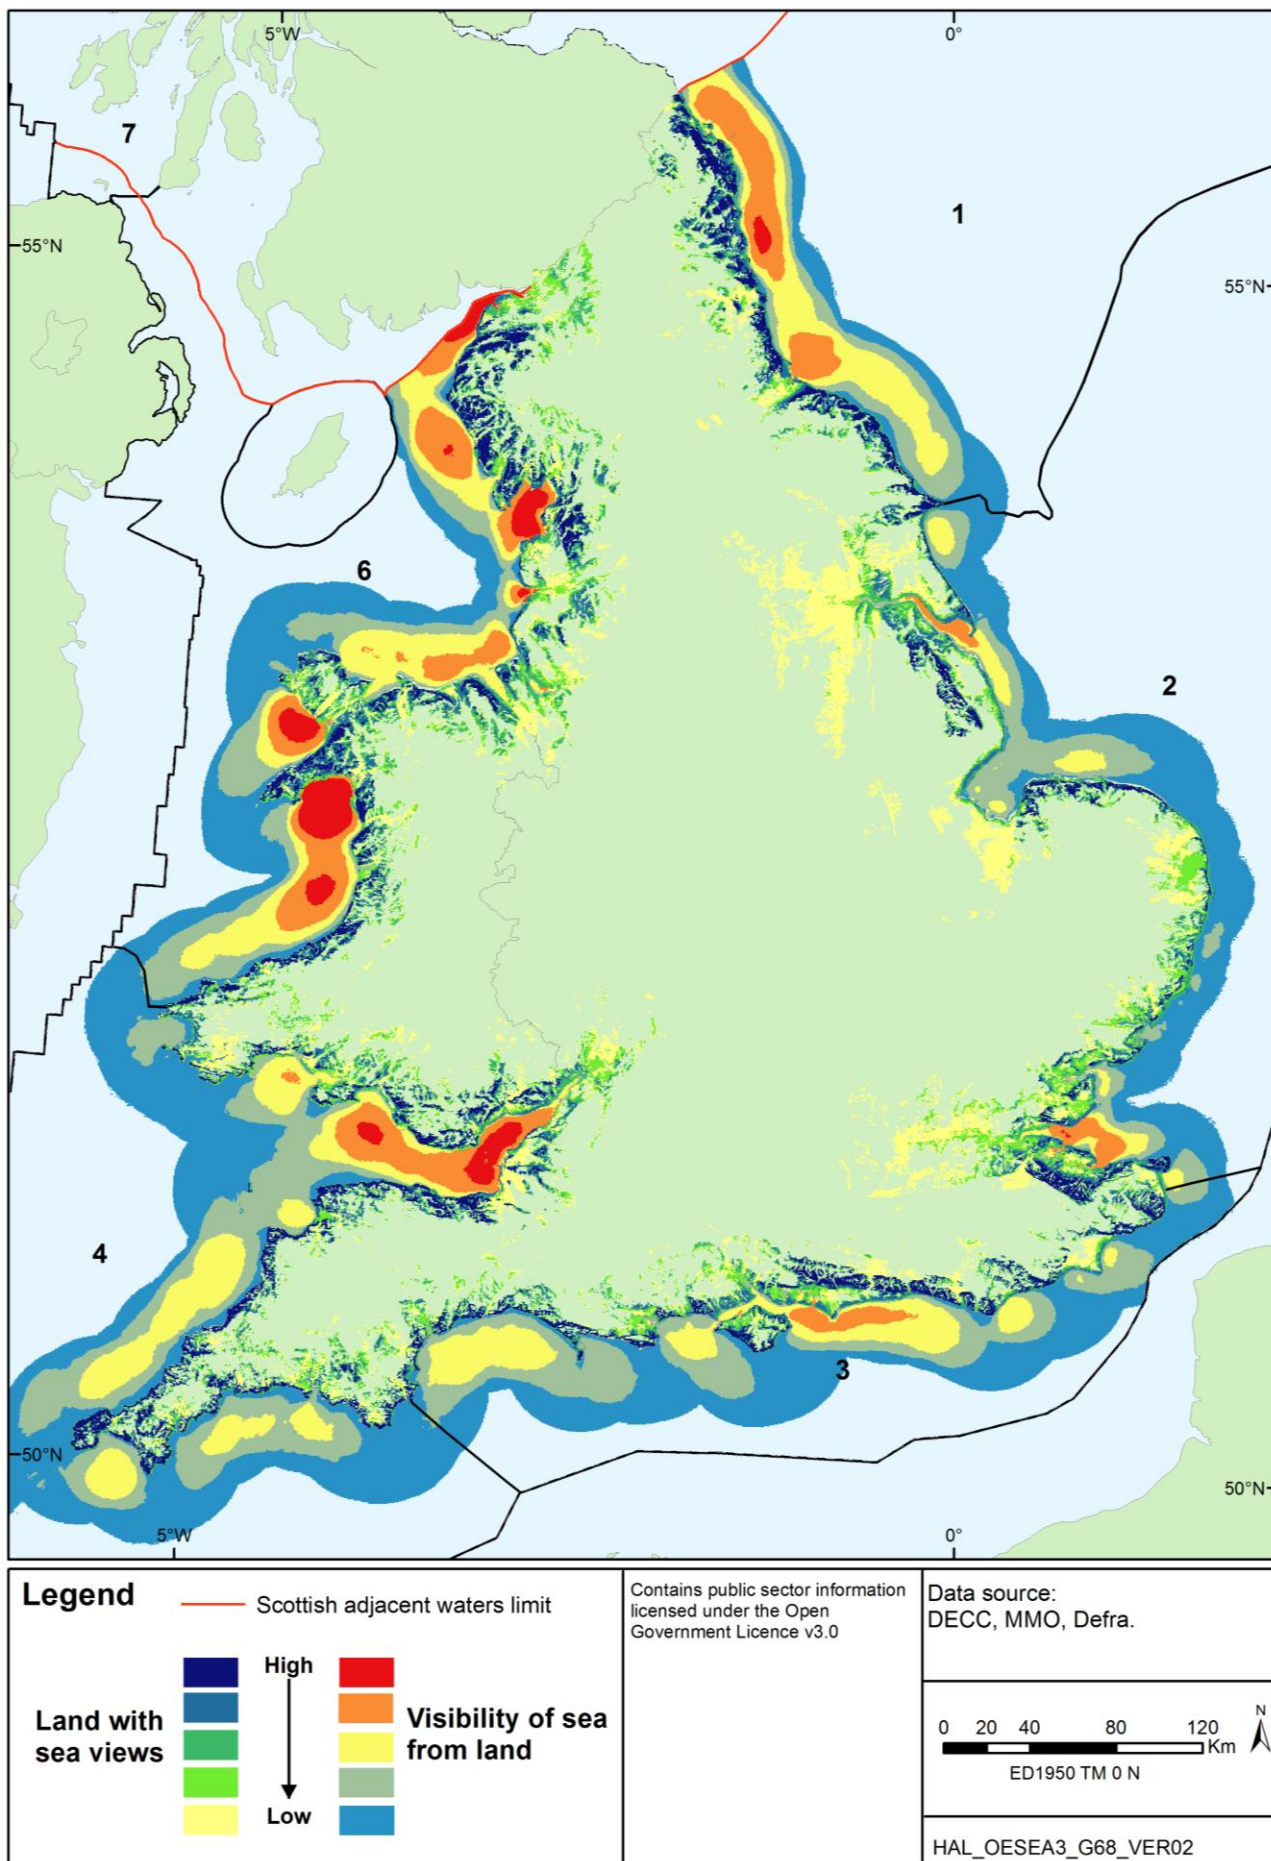 5°W
0°
7
1
55°N
55°N
6
2
4
3
50°N
50°N
5°W
0°
Legend
Scottish adjacent waters limit
High
Land with
sea views
Visibility of sea
from land
Low
Contains public sector information
licensed under the Open
Government Licence v3.0
Data source:
DECC, MMO, Defra.
0 20 40 80 120
Km
N
ED1950 TM 0 N
HAL_OESEA3_G68_VER02